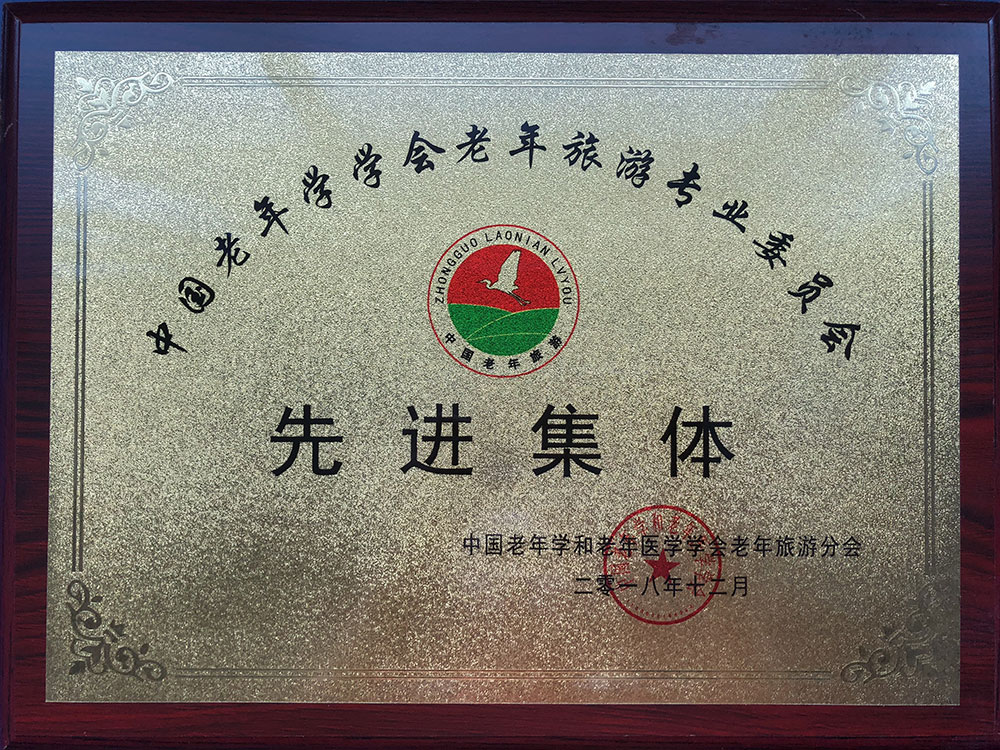 中国老年学学会老年旅游专业委员会
ZHONGGUO LAONIAN LVYOU
中国老年旅游
先进集体
中国老年学和老年医学学会老年旅游分会
二零一八年十二月